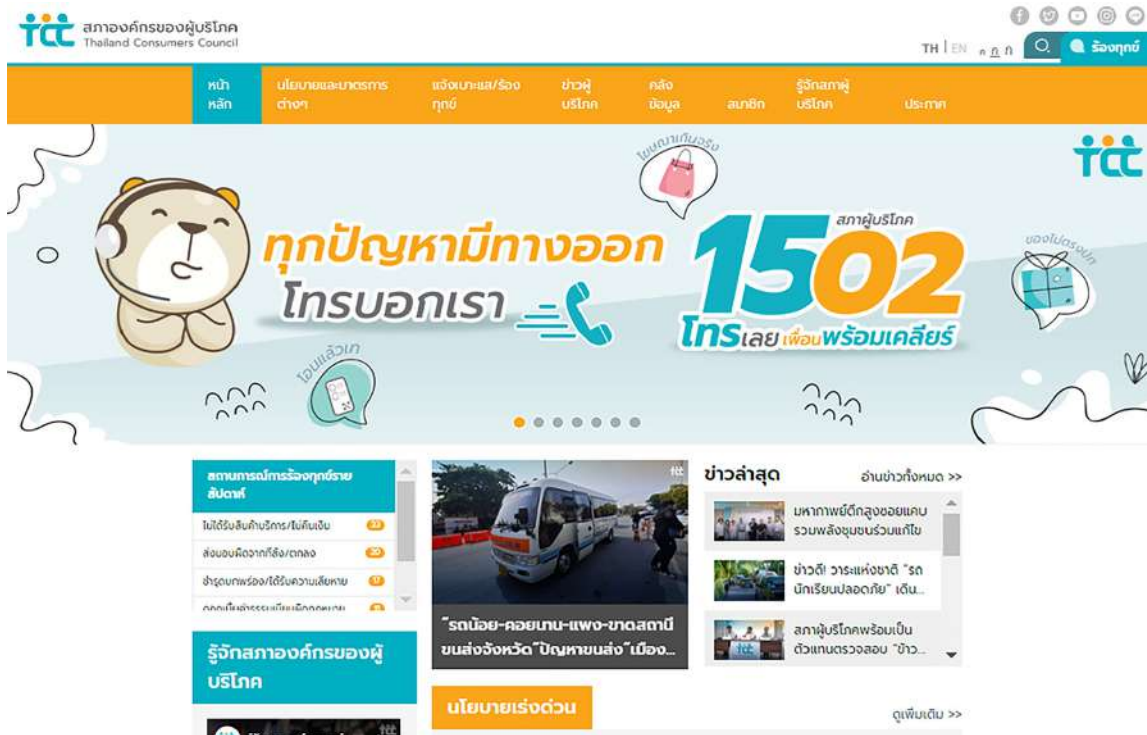 tcc สภาองค์กรของผู้บริโภค
Thailand Consumers Council
TH | EN ก ก ก ร้องทุกข์
หน้า
หลัก
นโยบายและมาตรการ
ต่างๆ
แจ้งเบาะแส/ร้อง
ทุกข์
ข่าวผู้
บริโภค
คลัง
ข้อมูล
สมาชิก
รู้จักสภาผู้
บริโภค
ประกาศ
โฆษณาเกินจริง
tcc
ทุกปัญหามีทางออก
โทรบอกเรา
สภาผู้บริโภค
1502
โทรเลย เพื่อนพร้อมเคลียร์
ของไม่ตรงปก
โอนแล้วเท
สถานการณ์การร้องทุกข์ราย
สัปดาห์
ไม่ได้รับสินค้าบริการ/ไม่คืนเงิน 23
ส่งมอบผิดจากที่สั่ง/ตกลง 20
ชำรุดบกพร่อง/ได้รับความเสียหาย 17
รู้จักสภาองค์กรของผู้
บริโภค
tcc
tcc
"รถน้อย-คอยนาน-แพง-ขาดสถานี
ขนส่งจังหวัด"ปัญหาขนส่ง"เมือง...
ข่าวล่าสุด
อ่านข่าวทั้งหมด >>
มหากาพย์ตึกสูงซอยแคบ
รวมพลังชุมชนร่วมแก้ไข
ข่าวดี! วาระแห่งชาติ "รถ
นักเรียนปลอดภัย" เดิน...
สภาผู้บริโภคพร้อมเป็น
ตัวแทนตรวจสอบ "ข้าว...
นโยบายเร่งด่วน
ดูเพิ่มเติม >>